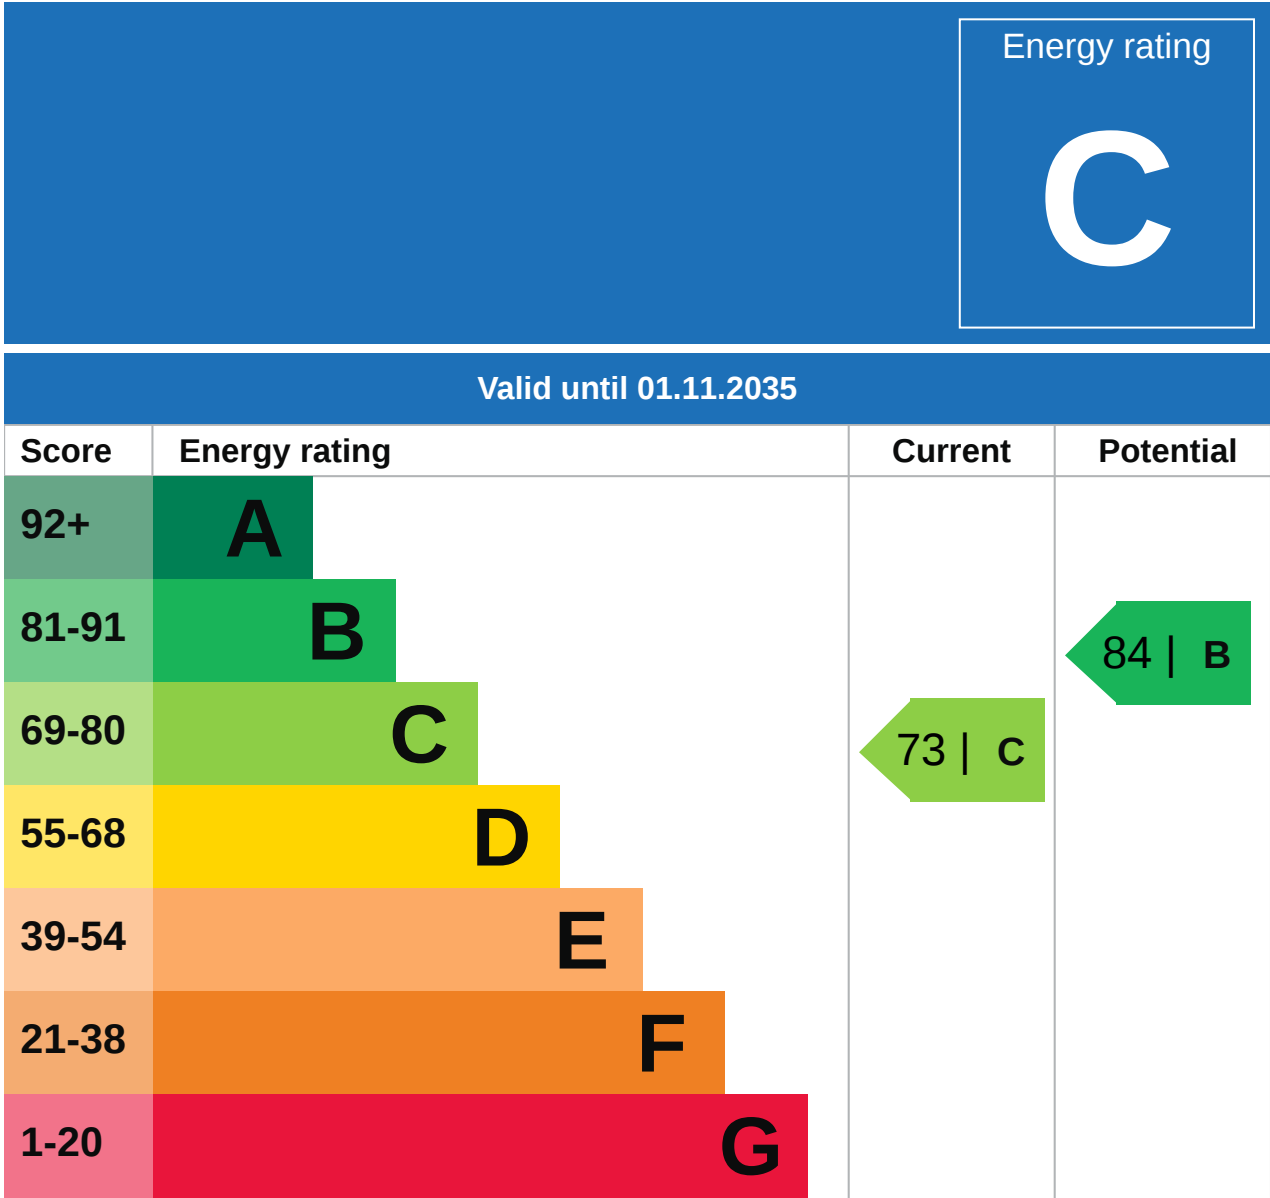 Energy rating
C
Valid until 01.11.2035
Score Energy rating Current Potential
92+ A
81-91 B 84 | B
69-80 C 73 | C
55-68 D
39-54 E
21-38 F
1-20 G